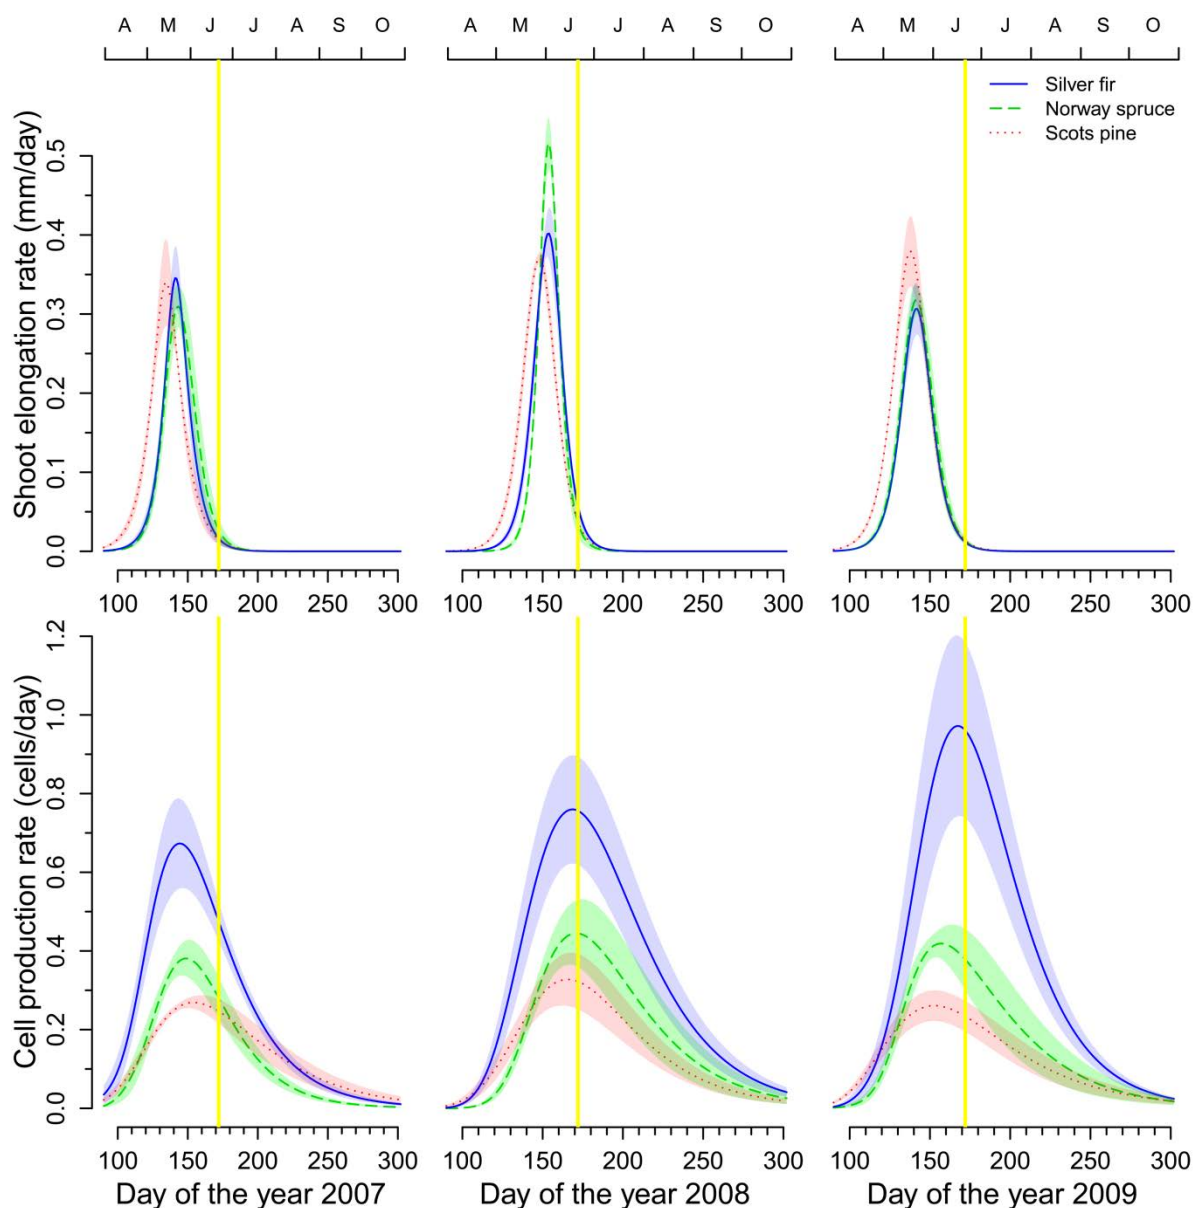 A M J J A S O
A M J J A S O
A M J J A S O
Silver fir
Norway spruce
Scots pine
Shoot elongation rate (mm/day)
0.5
0.4
0.3
0.2
0.1
0.0
100 150 200 250 300
100 150 200 250 300
100 150 200 250 300
Cell production rate (cells/day)
1.2
1.0
0.8
0.6
0.4
0.2
0.0
100 150 200 250 300
100 150 200 250 300
100 150 200 250 300
Day of the year 2007
Day of the year 2008
Day of the year 2009